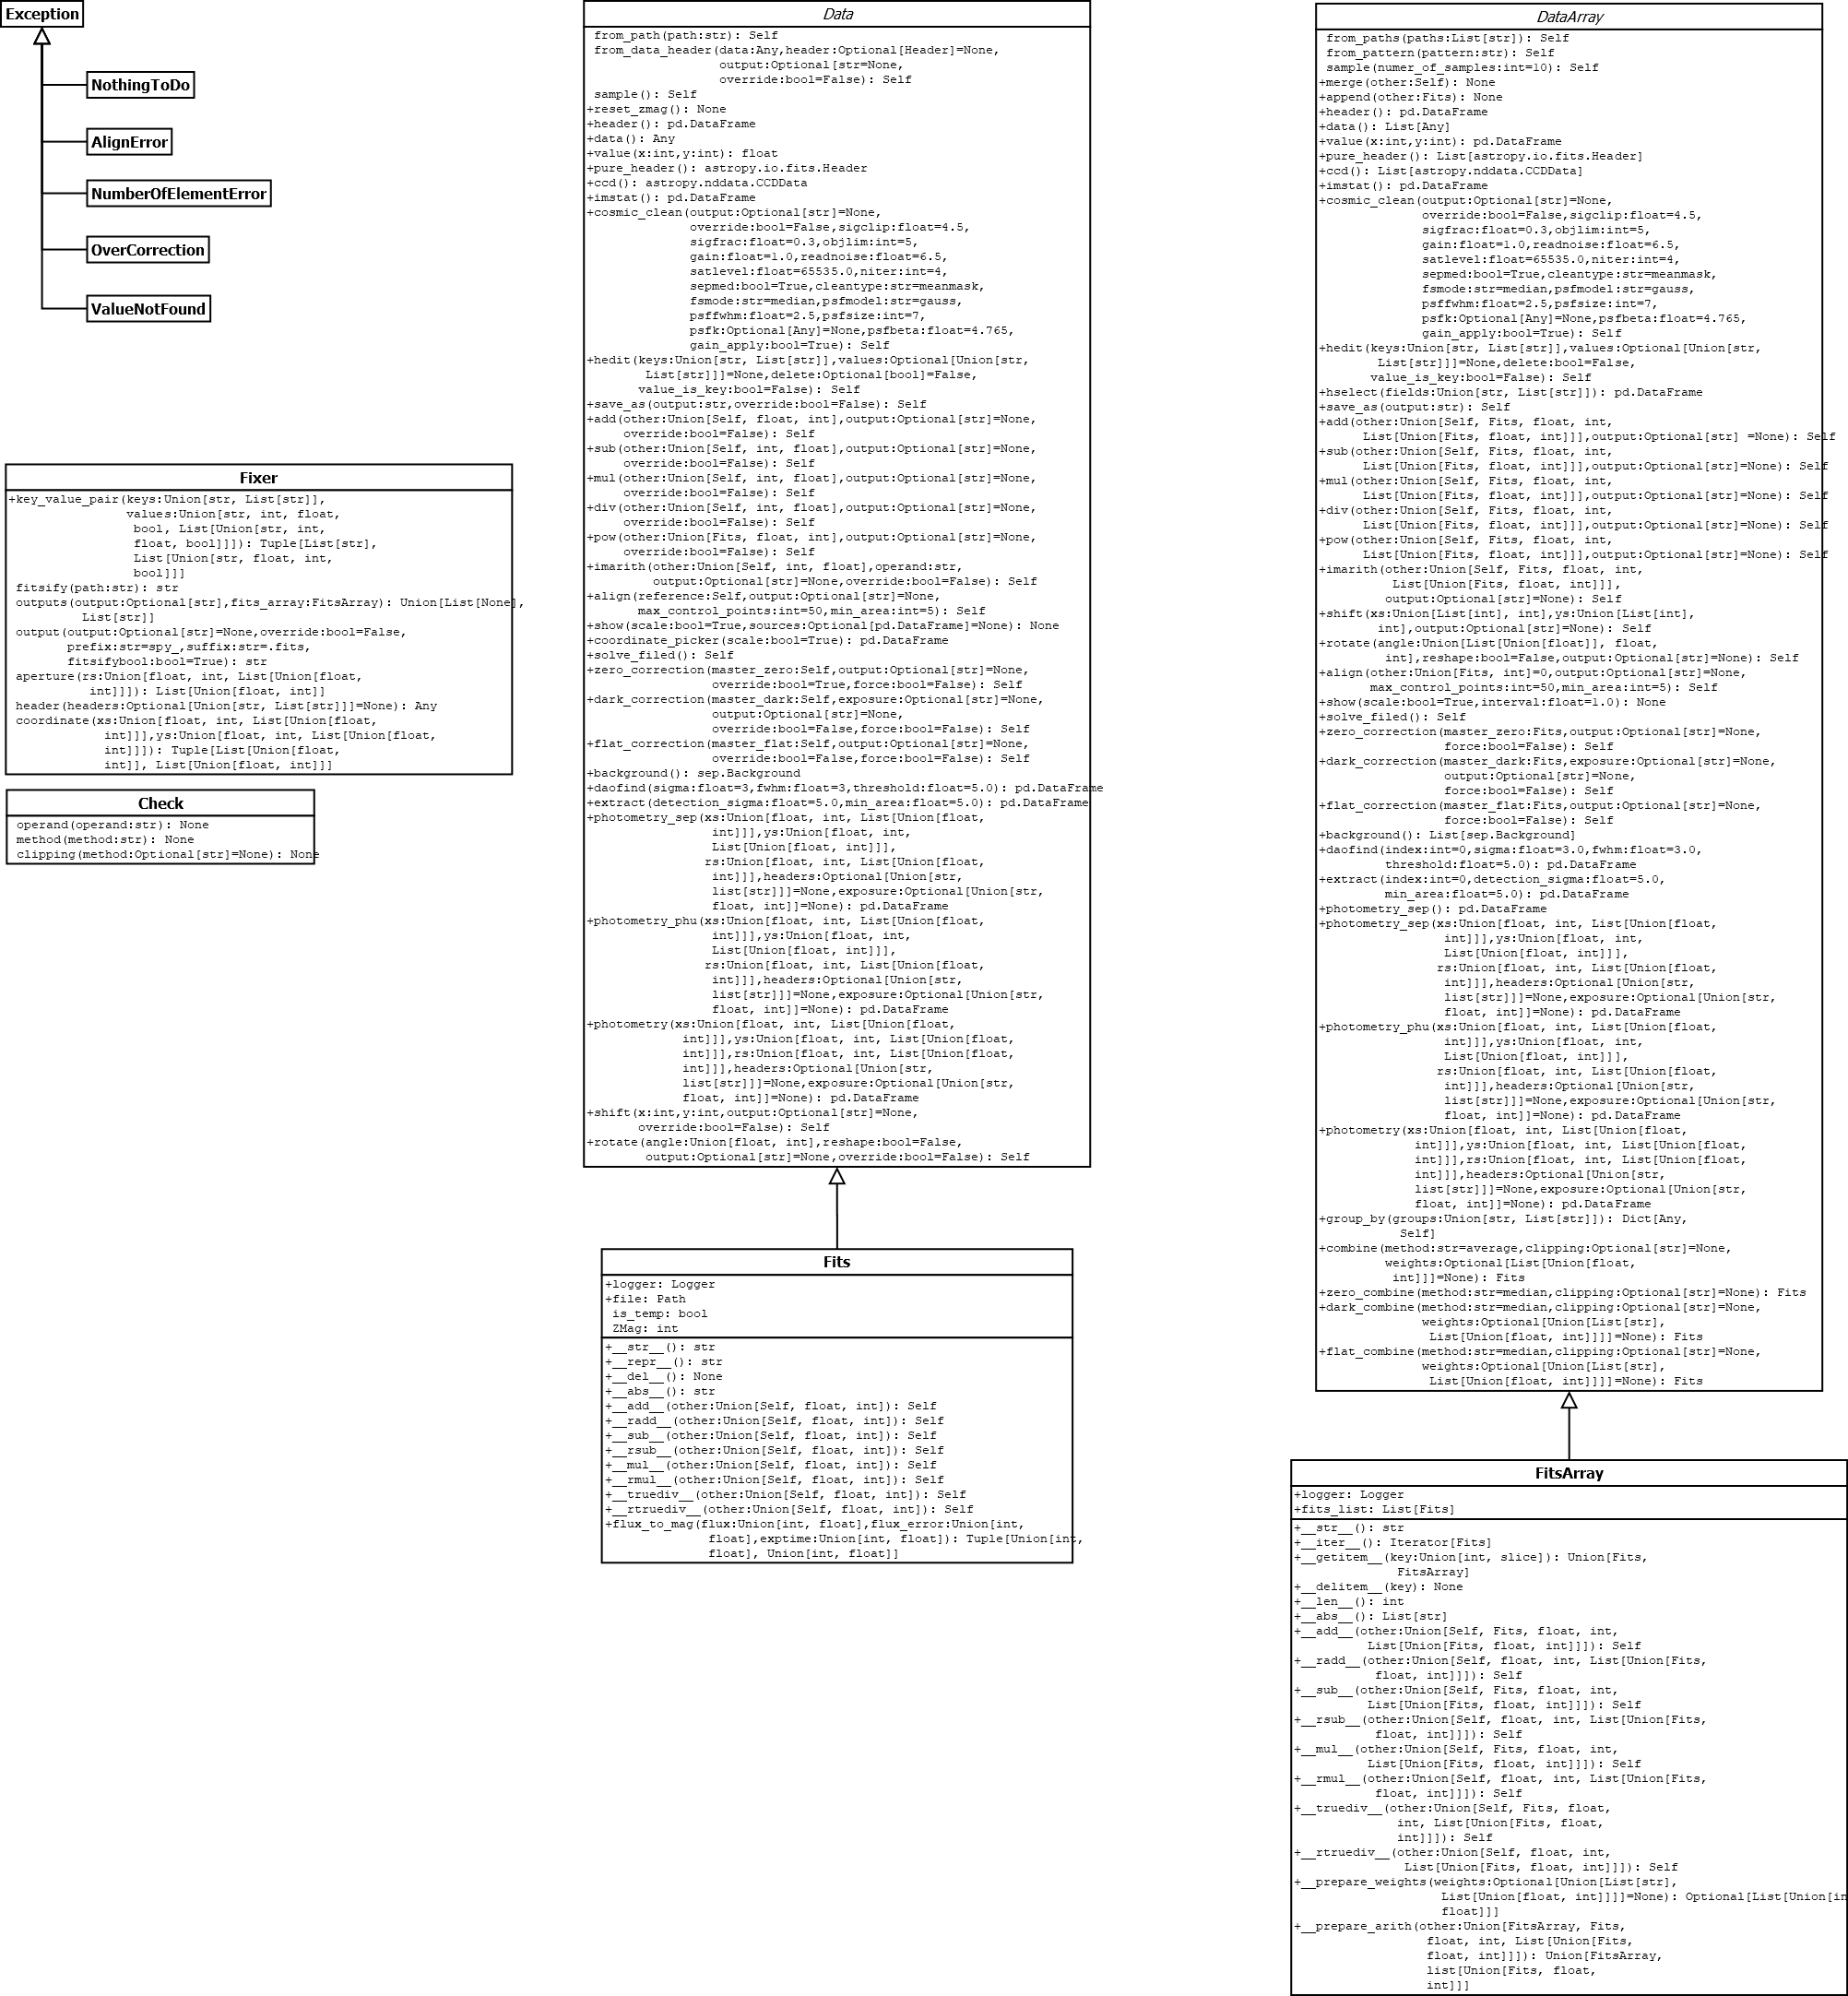 Exception
NothingToDo
AlignError
NumberOfElementError
OverCorrection
ValueNotFound
Fixer
+key_value_pair(keys:Union[str, List[str]],
values:Union[str, int, float,
bool, List[Union[str, int,
float, bool]]]): Tuple[List[str],
List[Union[str, float, int,
bool]]]
fitsify(path:str): str
outputs(output:Optional[str],fits_array:FitsArray): Union[List[None],
List[str]]
output(output:Optional[str]=None,override:bool=False,
prefix:str=spy_,suffix:str=.fits,
fitsifybool:bool=True): str
aperture(rs:Union[float, int, List[Union[float,
int]]]): List[Union[float, int]]
header(headers:Optional[Union[str, List[str]]]=None): Any
coordinate(xs:Union[float, int, List[Union[float,
int]]],ys:Union[float, int, List[Union[float,
int]]]): Tuple[List[Union[float,
int]], List[Union[float, int]]]
Check
operand(operand:str): None
method(method:str): None
clipping(method:Optional[str]=None): None
Data
from_path(path:str): Self
from_data_header(data:Any,header:Optional[Header]=None,
output:Optional[str=None,
override:bool=False): Self
sample(): Self
+reset_zmag(): None
+header(): pd.DataFrame
+data(): Any
+value(x:int,y:int): float
+pure_header(): astropy.io.fits.Header
+ccd(): astropy.nddata.CCDData
+imstat(): pd.DataFrame
+cosmic_clean(output:Optional[str]=None,
override:bool=False,sigclip:float=4.5,
sigfrac:float=0.3,objlim:int=5,
gain:float=1.0,readnoise:float=6.5,
satlevel:float=65535.0,niter:int=4,
sepmed:bool=True,cleantype:str=meanmask,
fsmode:str=median,psfmodel:str=gauss,
psffwhm:float=2.5,psfsize:int=7,
psfk:Optional[Any]=None,psfbeta:float=4.765,
gain_apply:bool=True): Self
+hedit(keys:Union[str, List[str]],values:Optional[Union[str,
List[str]]]=None,delete:Optional[bool]=False,
value_is_key:bool=False): Self
+save_as(output:str,override:bool=False): Self
+add(other:Union[Self, float, int],output:Optional[str]=None,
override:bool=False): Self
+sub(other:Union[Self, int, float],output:Optional[str]=None,
override:bool=False): Self
+mul(other:Union[Self, int, float],output:Optional[str]=None,
override:bool=False): Self
+div(other:Union[Self, int, float],output:Optional[str]=None,
override:bool=False): Self
+pow(other:Union[Fits, float, int],output:Optional[str]=None,
override:bool=False): Self
+imarith(other:Union[Self, int, float],operand:str,
output:Optional[str]=None,override:bool=False): Self
+align(reference:Self,output:Optional[str]=None,
max_control_points:int=50,min_area:int=5): Self
+show(scale:bool=True,sources:Optional[pd.DataFrame]=None): None
+coordinate_picker(scale:bool=True): pd.DataFrame
+solve_filed(): Self
+zero_correction(master_zero:Self,output:Optional[str]=None,
override:bool=True,force:bool=False): Self
+dark_correction(master_dark:Self,exposure:Optional[str]=None,
output:Optional[str]=None,
override:bool=False,force:bool=False): Self
+flat_correction(master_flat:Self,output:Optional[str]=None,
override:bool=False,force:bool=False): Self
+background(): sep.Background
+daofind(sigma:float=3,fwhm:float=3,threshold:float=5.0): pd.DataFrame
+extract(detection_sigma:float=5.0,min_area:float=5.0): pd.DataFrame
+photometry_sep(xs:Union[float, int, List[Union[float,
int]]],ys:Union[float, int,
List[Union[float, int]]],
rs:Union[float, int, List[Union[float,
int]]],headers:Optional[Union[str,
list[str]]]=None,exposure:Optional[Union[str,
float, int]]=None): pd.DataFrame
+photometry_phu(xs:Union[float, int, List[Union[float,
int]]],ys:Union[float, int,
List[Union[float, int]]],
rs:Union[float, int, List[Union[float,
int]]],headers:Optional[Union[str,
list[str]]]=None,exposure:Optional[Union[str,
float, int]]=None): pd.DataFrame
+photometry(xs:Union[float, int, List[Union[float,
int]]],ys:Union[float, int, List[Union[float,
int]]],rs:Union[float, int, List[Union[float,
int]]],headers:Optional[Union[str,
list[str]]]=None,exposure:Optional[Union[str,
float, int]]=None): pd.DataFrame
+shift(x:int,y:int,output:Optional[str]=None,
override:bool=False): Self
+rotate(angle:Union[float, int],reshape:bool=False,
output:Optional[str]=None,override:bool=False): Self
Fits
+logger: Logger
+file: Path
is_temp: bool
ZMag: int
+__str__(): str
+__repr__(): str
+__del__(): None
+__abs__(): str
+__add__(other:Union[Self, float, int]): Self
+__radd__(other:Union[Self, float, int]): Self
+__sub__(other:Union[Self, float, int]): Self
+__rsub__(other:Union[Self, float, int]): Self
+__mul__(other:Union[Self, float, int]): Self
+__rmul__(other:Union[Self, float, int]): Self
+__truediv__(other:Union[Self, float, int]): Self
+__rtruediv__(other:Union[Self, float, int]): Self
+flux_to_mag(flux:Union[int, float],flux_error:Union[int,
float],exptime:Union[int, float]): Tuple[Union[int,
float], Union[int, float]]
DataArray
from_paths(paths:List[str]): Self
from_pattern(pattern:str): Self
sample(numer_of_samples:int=10): Self
+merge(other:Self): None
+append(other:Fits): None
+header(): pd.DataFrame
+data(): List[Any]
+value(x:int,y:int): pd.DataFrame
+pure_header(): List[astropy.io.fits.Header]
+ccd(): List[astropy.nddata.CCDData]
+imstat(): pd.DataFrame
+cosmic_clean(output:Optional[str]=None,
override:bool=False,sigclip:float=4.5,
sigfrac:float=0.3,objlim:int=5,
gain:float=1.0,readnoise:float=6.5,
satlevel:float=65535.0,niter:int=4,
sepmed:bool=True,cleantype:str=meanmask,
fsmode:str=median,psfmodel:str=gauss,
psffwhm:float=2.5,psfsize:int=7,
psfk:Optional[Any]=None,psfbeta:float=4.765,
gain_apply:bool=True): Self
+hedit(keys:Union[str, List[str]],values:Optional[Union[str,
List[str]]]=None,delete:bool=False,
value_is_key:bool=False): Self
+hselect(fields:Union[str, List[str]]): pd.DataFrame
+save_as(output:str): Self
+add(other:Union[Self, Fits, float, int,
List[Union[Fits, float, int]]],output:Optional[str] =None): Self
+sub(other:Union[Self, Fits, float, int,
List[Union[Fits, float, int]]],output:Optional[str]=None): Self
+mul(other:Union[Self, Fits, float, int,
List[Union[Fits, float, int]]],output:Optional[str]=None): Self
+div(other:Union[Self, Fits, float, int,
List[Union[Fits, float, int]]],output:Optional[str]=None): Self
+pow(other:Union[Self, Fits, float, int,
List[Union[Fits, float, int]]],output:Optional[str]=None): Self
+imarith(other:Union[Self, Fits, float, int,
List[Union[Fits, float, int]]],
output:Optional[str]=None): Self
+shift(xs:Union[List[int], int],ys:Union[List[int],
int],output:Optional[str]=None): Self
+rotate(angle:Union[List[Union[float]], float,
int],reshape:bool=False,output:Optional[str]=None): Self
+align(other:Union[Fits, int]=0,output:Optional[str]=None,
max_control_points:int=50,min_area:int=5): Self
+show(scale:bool=True,interval:float=1.0): None
+solve_filed(): Self
+zero_correction(master_zero:Fits,output:Optional[str]=None,
force:bool=False): Self
+dark_correction(master_dark:Fits,exposure:Optional[str]=None,
output:Optional[str]=None,
force:bool=False): Self
+flat_correction(master_flat:Fits,output:Optional[str]=None,
force:bool=False): Self
+background(): List[sep.Background]
+daofind(index:int=0,sigma:float=3.0,fwhm:float=3.0,
threshold:float=5.0): pd.DataFrame
+extract(index:int=0,detection_sigma:float=5.0,
min_area:float=5.0): pd.DataFrame
+photometry_sep(): pd.DataFrame
+photometry_sep(xs:Union[float, int, List[Union[float,
int]]],ys:Union[float, int,
List[Union[float, int]]],
rs:Union[float, int, List[Union[float,
int]]],headers:Optional[Union[str,
list[str]]]=None,exposure:Optional[Union[str,
float, int]]=None): pd.DataFrame
+photometry_phu(xs:Union[float, int, List[Union[float,
int]]],ys:Union[float, int,
List[Union[float, int]]],
rs:Union[float, int, List[Union[float,
int]]],headers:Optional[Union[str,
list[str]]]=None,exposure:Optional[Union[str,
float, int]]=None): pd.DataFrame
+photometry(xs:Union[float, int, List[Union[float,
int]]],ys:Union[float, int, List[Union[float,
int]]],rs:Union[float, int, List[Union[float,
int]]],headers:Optional[Union[str,
list[str]]]=None,exposure:Optional[Union[str,
float, int]]=None): pd.DataFrame
+group_by(groups:Union[str, List[str]]): Dict[Any,
Self]
+combine(method:str=average,clipping:Optional[str]=None,
weights:Optional[List[Union[float,
int]]]=None): Fits
+zero_combine(method:str=median,clipping:Optional[str]=None): Fits
+dark_combine(method:str=median,clipping:Optional[str]=None,
weights:Optional[Union[List[str],
List[Union[float, int]]]]=None): Fits
+flat_combine(method:str=median,clipping:Optional[str]=None,
weights:Optional[Union[List[str],
List[Union[float, int]]]]=None): Fits
FitsArray
+logger: Logger
+fits_list: List[Fits]
+__str__(): str
+__iter__(): Iterator[Fits]
+__getitem__(key:Union[int, slice]): Union[Fits,
FitsArray]
+__delitem__(key): None
+__len__(): int
+__abs__(): List[str]
+__add__(other:Union[Self, Fits, float, int,
List[Union[Fits, float, int]]]): Self
+__radd__(other:Union[Self, float, int, List[Union[Fits,
float, int]]]): Self
+__sub__(other:Union[Self, Fits, float, int,
List[Union[Fits, float, int]]]): Self
+__rsub__(other:Union[Self, float, int, List[Union[Fits,
float, int]]]): Self
+__mul__(other:Union[Self, Fits, float, int,
List[Union[Fits, float, int]]]): Self
+__rmul__(other:Union[Self, float, int, List[Union[Fits,
float, int]]]): Self
+__truediv__(other:Union[Self, Fits, float,
int, List[Union[Fits, float,
int]]]): Self
+__rtruediv__(other:Union[Self, float, int,
List[Union[Fits, float, int]]]): Self
+__prepare_weights(weights:Optional[Union[List[str],
List[Union[float, int]]]]=None): Optional[List[Union[in
float]]]
+__prepare_arith(other:Union[FitsArray, Fits,
float, int, List[Union[Fits,
float, int]]]): Union[FitsArray,
list[Union[Fits, float,
int]]]